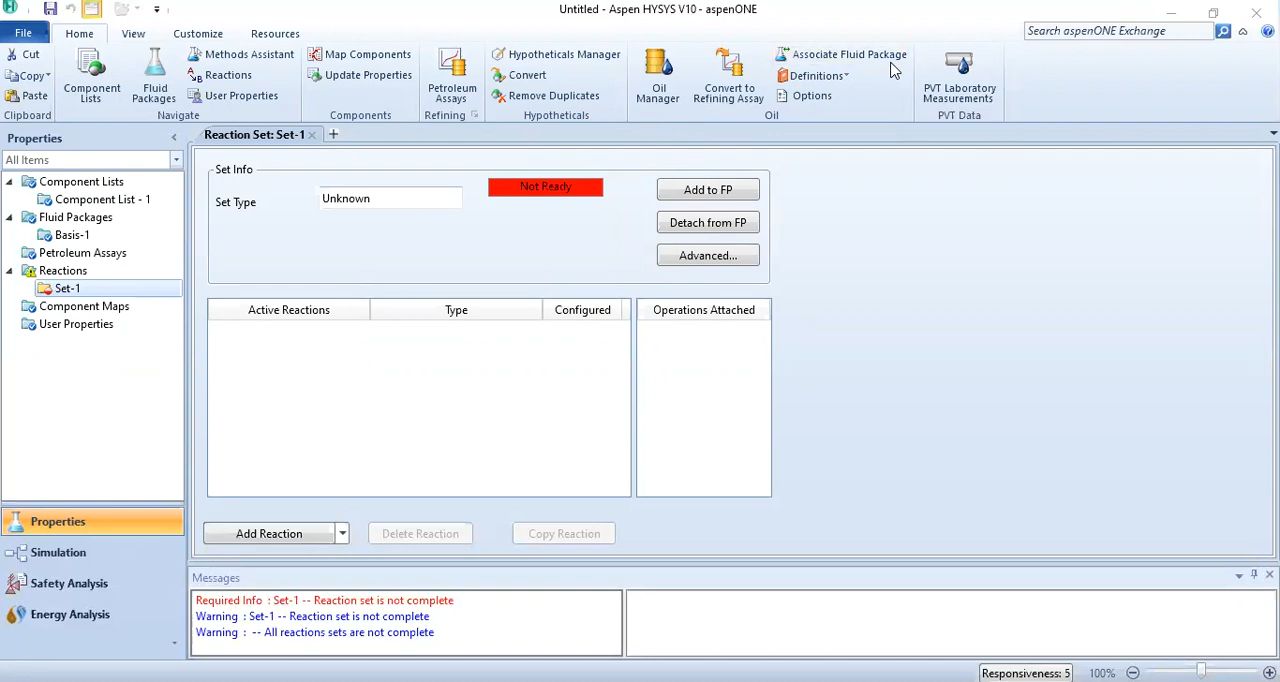 Untitled - Aspen HYSYS V10 - aspenONE
File
Home
View
Customize
Resources
Search aspenONE Exchange
Cut
Copy
Paste
Clipboard
Component Lists
Fluid Packages
Methods Assistant
Reactions
User Properties
Navigate
Map Components
Update Properties
Components
Petroleum Assays
Refining
Hypotheticals Manager
Convert
Remove Duplicates
Hypotheticals
Oil Manager
Convert to Refining Assay
Associate Fluid Package
Definitions
Options
Oil
PVT Laboratory Measurements
PVT Data
Properties
All Items
Component Lists
Component List - 1
Fluid Packages
Basis-1
Petroleum Assays
Reactions
Set-1
Component Maps
User Properties
Properties
Simulation
Safety Analysis
Energy Analysis
Reaction Set: Set-1
Set Info
Set Type
Unknown
Not Ready
Add to FP
Detach from FP
Advanced...
Active Reactions
Type
Configured
Operations Attached
Add Reaction
Delete Reaction
Copy Reaction
Messages
Required Info : Set-1 -- Reaction set is not complete
Warning : Set-1 -- Reaction set is not complete
Warning : -- All reactions sets are not complete
Responsiveness: 5
100%